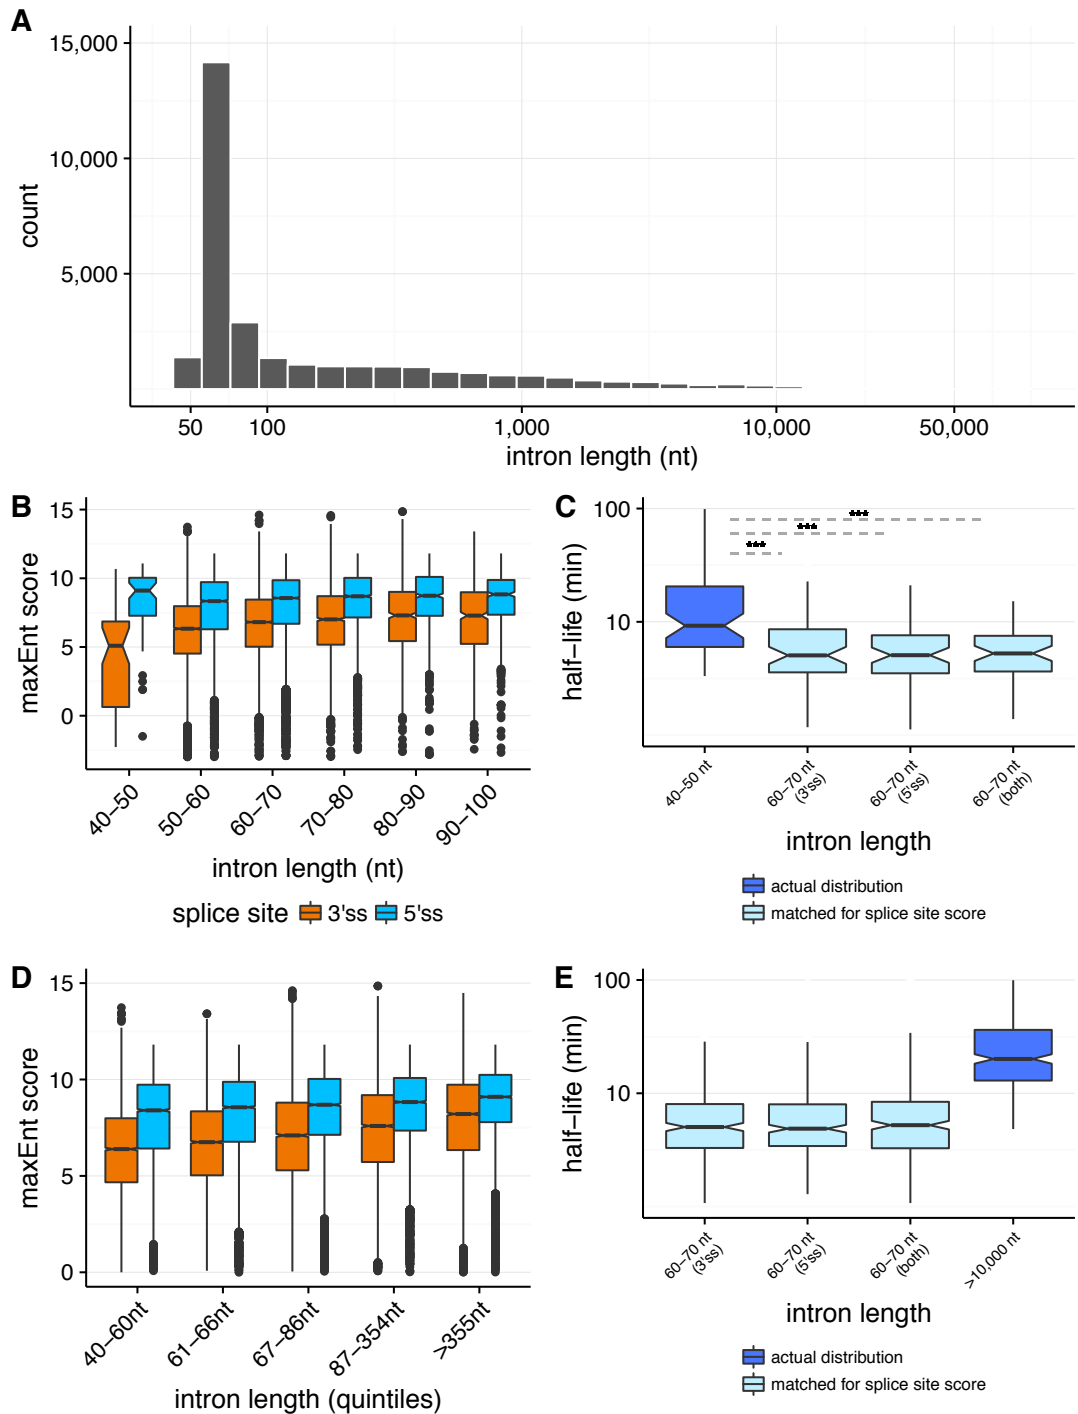 A
15,000
10,000
5,000
count
50
100
1,000
10,000
50,000
intron length (nt)
B
15
10
5
0
maxEnt score
40−50
50−60
60−70
70−80
80−90
90−100
intron length (nt)
splice site
3'ss
5'ss
C
100
10
half−life (min)
***
***
***
40−50 nt
60−70 nt
(3'ss)
60−70 nt
(5'ss)
60−70 nt
(both)
intron length
actual distribution
matched for splice site score
D
15
10
5
0
maxEnt score
40−60nt
61−66nt
67−86nt
87−354nt
>355nt
intron length (quintiles)
E
100
10
half−life (min)
60−70 nt
(3'ss)
60−70 nt
(5'ss)
60−70 nt
(both)
>10,000 nt
intron length
actual distribution
matched for splice site score